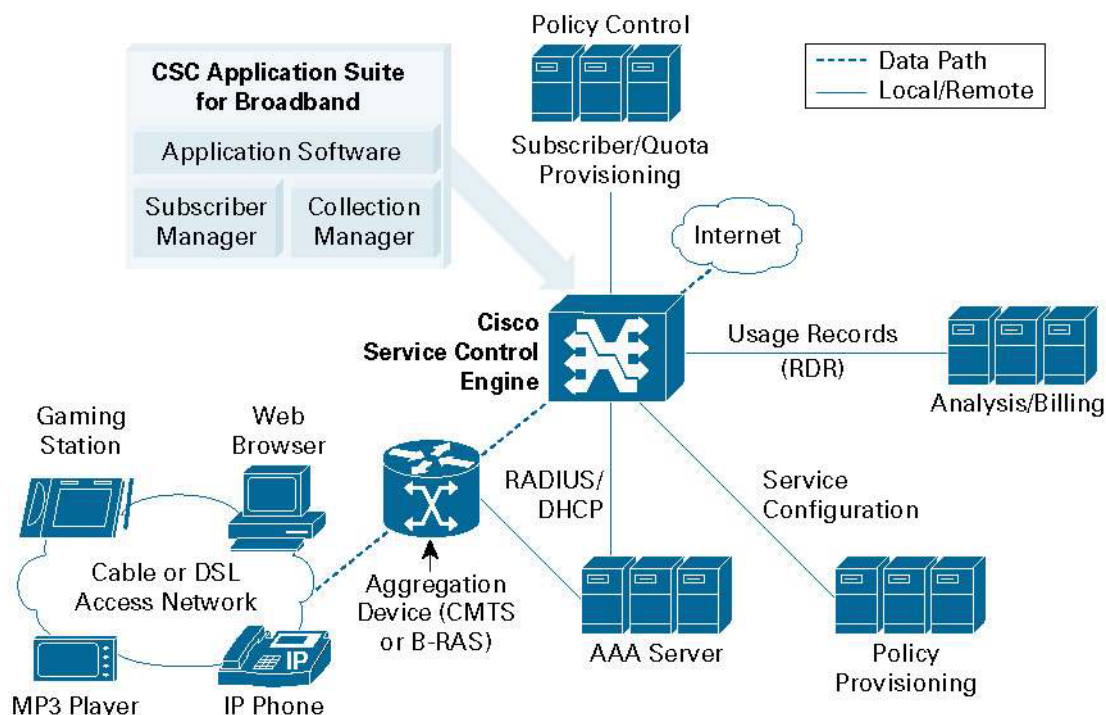 Policy Control
CSC Application Suite
for Broadband
Application Software
Subscriber
Manager
Collection
Manager
Data Path
Local/Remote
Subscriber/Quota
Provisioning
Internet
Cisco
Service Control
Engine
Usage Records
(RDR)
Analysis/Billing
Gaming
Station
Web
Browser
RADIUS/
DHCP
Service
Configuration
Cable or DSL
Access Network
Aggregation
Device (CMTS
or B-RAS)
AAA Server
Policy
Provisioning
MP3 Player
IP
IP Phone